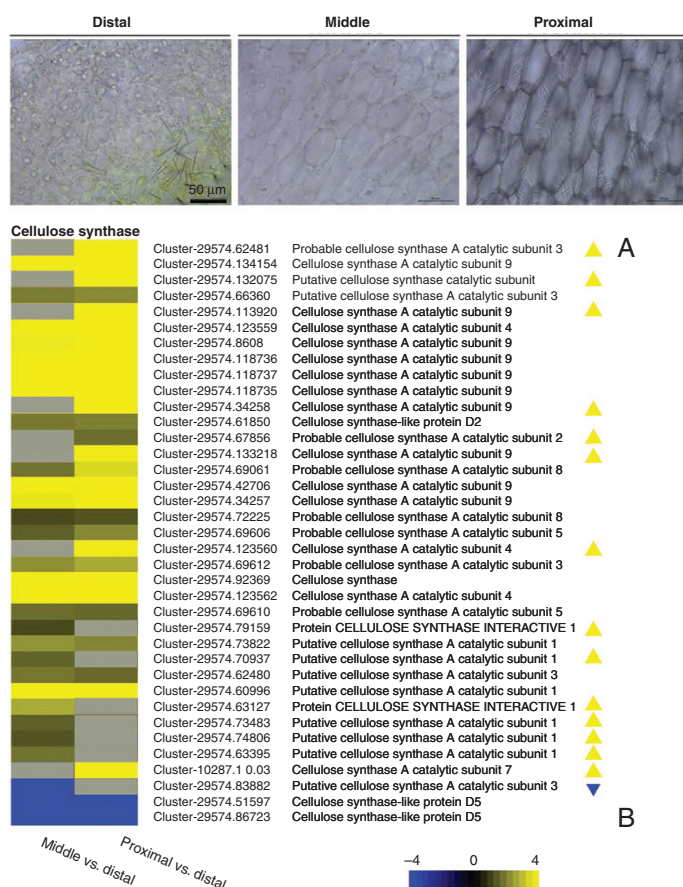 Distal
Middle
Proximal
50 µm
Cellulose synthase
A
Cluster-29574.62481 Probable cellulose synthase A catalytic subunit 3
Cluster-29574.134154 Cellulose synthase A catalytic subunit 9
Cluster-29574.132075 Putative cellulose synthase catalytic subunit
Cluster-29574.66360 Putative cellulose synthase A catalytic subunit 3
Cluster-29574.113920 Cellulose synthase A catalytic subunit 9
Cluster-29574.123559 Cellulose synthase A catalytic subunit 4
Cluster-29574.8608 Cellulose synthase A catalytic subunit 9
Cluster-29574.118736 Cellulose synthase A catalytic subunit 9
Cluster-29574.118737 Cellulose synthase A catalytic subunit 9
Cluster-29574.118735 Cellulose synthase A catalytic subunit 9
Cluster-29574.34258 Cellulose synthase A catalytic subunit 9
Cluster-29574.61850 Cellulose synthase-like protein D2
Cluster-29574.67856 Probable cellulose synthase A catalytic subunit 2
Cluster-29574.133218 Cellulose synthase A catalytic subunit 9
Cluster-29574.69061 Probable cellulose synthase A catalytic subunit 8
Cluster-29574.42706 Cellulose synthase A catalytic subunit 9
Cluster-29574.34257 Cellulose synthase A catalytic subunit 9
Cluster-29574.72225 Probable cellulose synthase A catalytic subunit 8
Cluster-29574.69606 Probable cellulose synthase A catalytic subunit 5
Cluster-29574.123560 Cellulose synthase A catalytic subunit 4
Cluster-29574.69612 Probable cellulose synthase A catalytic subunit 3
Cluster-29574.92369 Cellulose synthase
Cluster-29574.123562 Cellulose synthase A catalytic subunit 4
Cluster-29574.69610 Probable cellulose synthase A catalytic subunit 5
Cluster-29574.79159 Protein CELLULOSE SYNTHASE INTERACTIVE 1
Cluster-29574.73822 Putative cellulose synthase A catalytic subunit 1
Cluster-29574.70937 Putative cellulose synthase A catalytic subunit 1
Cluster-29574.62480 Putative cellulose synthase A catalytic subunit 3
Cluster-29574.60996 Putative cellulose synthase A catalytic subunit 1
Cluster-29574.63127 Protein CELLULOSE SYNTHASE INTERACTIVE 1
Cluster-29574.73483 Putative cellulose synthase A catalytic subunit 1
Cluster-29574.74806 Putative cellulose synthase A catalytic subunit 1
Cluster-29574.63395 Putative cellulose synthase A catalytic subunit 1
Cluster-10287.1 0.03 Cellulose synthase A catalytic subunit 7
Cluster-29574.83882 Putative cellulose synthase A catalytic subunit 3
Cluster-29574.51597 Cellulose synthase-like protein D5
Cluster-29574.86723 Cellulose synthase-like protein D5
B
Middle vs. distal
Proximal vs. distal
−4 0 4